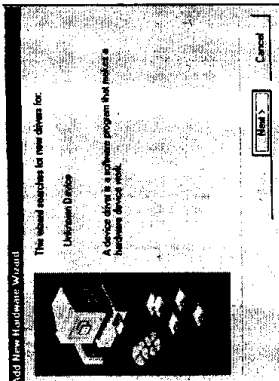 Add New Hardware Wizard
This wizard searches for new drivers for:
Unknown Device
A device driver is a software program that makes a
hardware device work.
Next >
Cancel